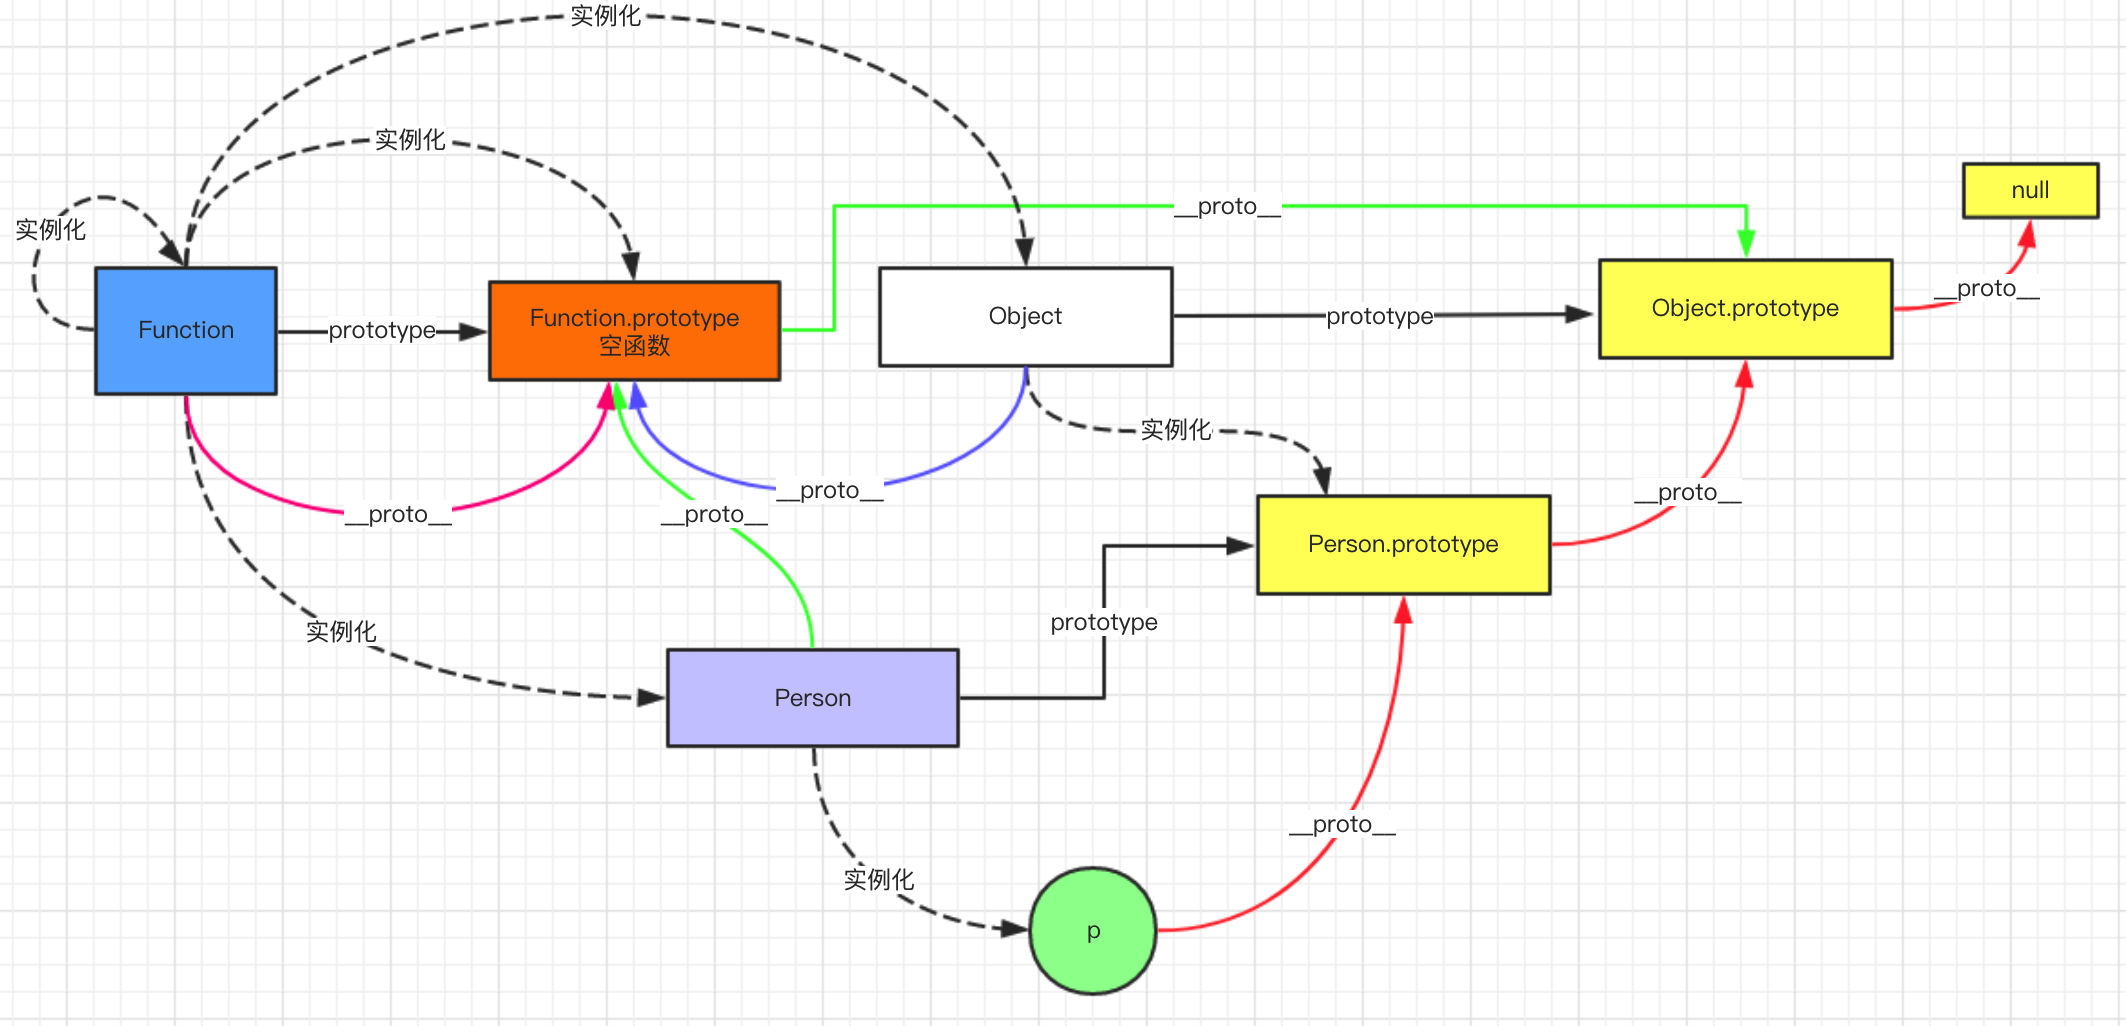 实例化
实例化
实例化
null
__proto__
__proto__
Function
prototype
Function.prototype
空函数
Object
prototype
Object.prototype
实例化
__proto__
__proto__
__proto__
__proto__
Person.prototype
prototype
实例化
Person
__proto__
实例化
p